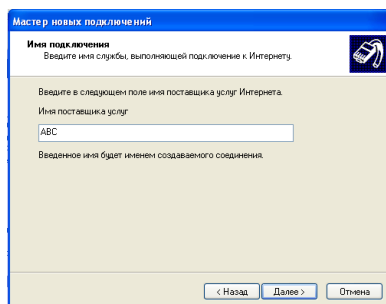 Мастер новых подключений
Имя подключения
Введите имя службы, выполняющей подключение к Интернету.
Введите в следующем поле имя поставщика услуг Интернета.
Имя поставщика услуг
ABC
Введенное имя будет именем создаваемого соединения.
< Назад Далее > Отмена